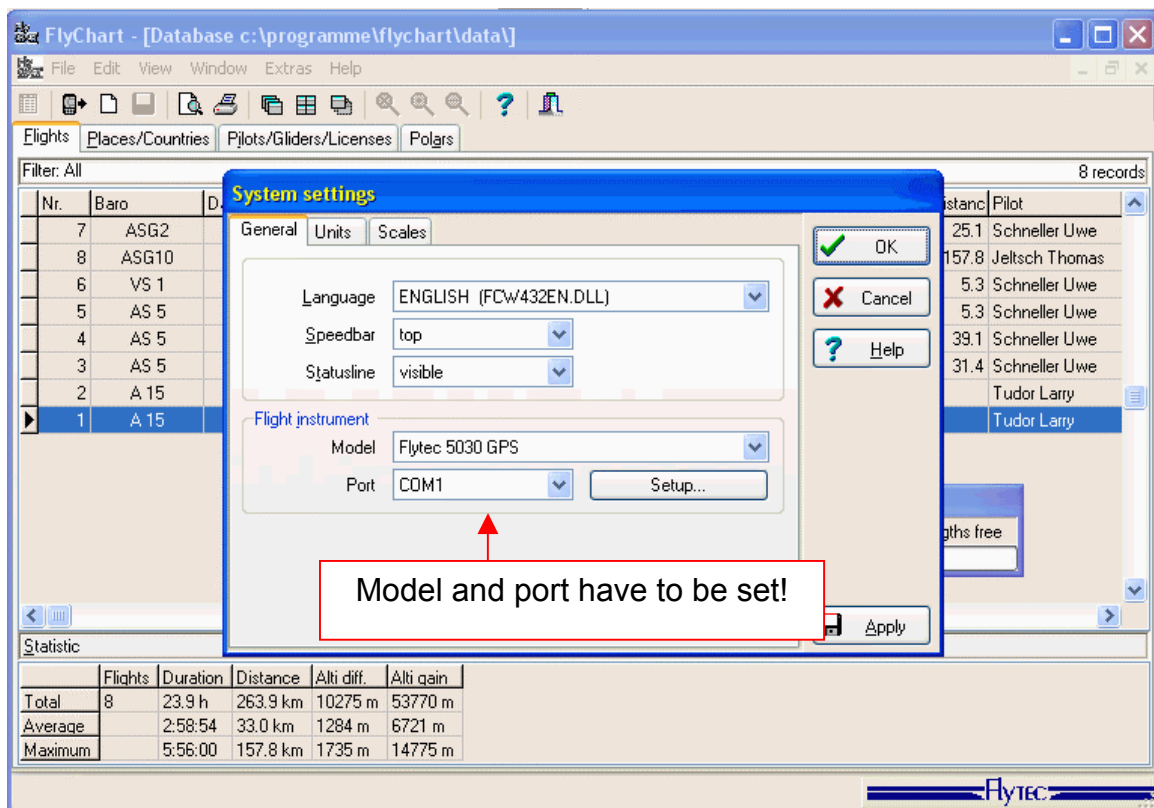 FlyChart - [Database c:\programme\flychart\data\]
File Edit View Window Extras Help
Flights Places/Countries Pilots/Gliders/Licenses Polars
Filter: All 8 records
Nr. Baro istanc Pilot
7 ASG2 25.1 Schneller Uwe
8 ASG10 157.8 Jeltsch Thomas
6 VS 1 5.3 Schneller Uwe
5 AS 5 5.3 Schneller Uwe
4 AS 5 39.1 Schneller Uwe
3 AS 5 31.4 Schneller Uwe
2 A 15 Tudor Larry
1 A 15 Tudor Larry
System settings
General Units Scales
Language ENGLISH (FCW432EN.DLL)
Speedbar top
Statusline visible
Flight instrument
Model Flytec 5030 GPS
Port COM1 Setup...
OK
Cancel
Help
Apply
gths free
Model and port have to be set!
Statistic
Flights Duration Distance Alti diff. Alti gain
Total 8 23.9 h 263.9 km 10275 m 53770 m
Average 2:58:54 33.0 km 1284 m 6721 m
Maximum 5:56:00 157.8 km 1735 m 14775 m
FLYTEC